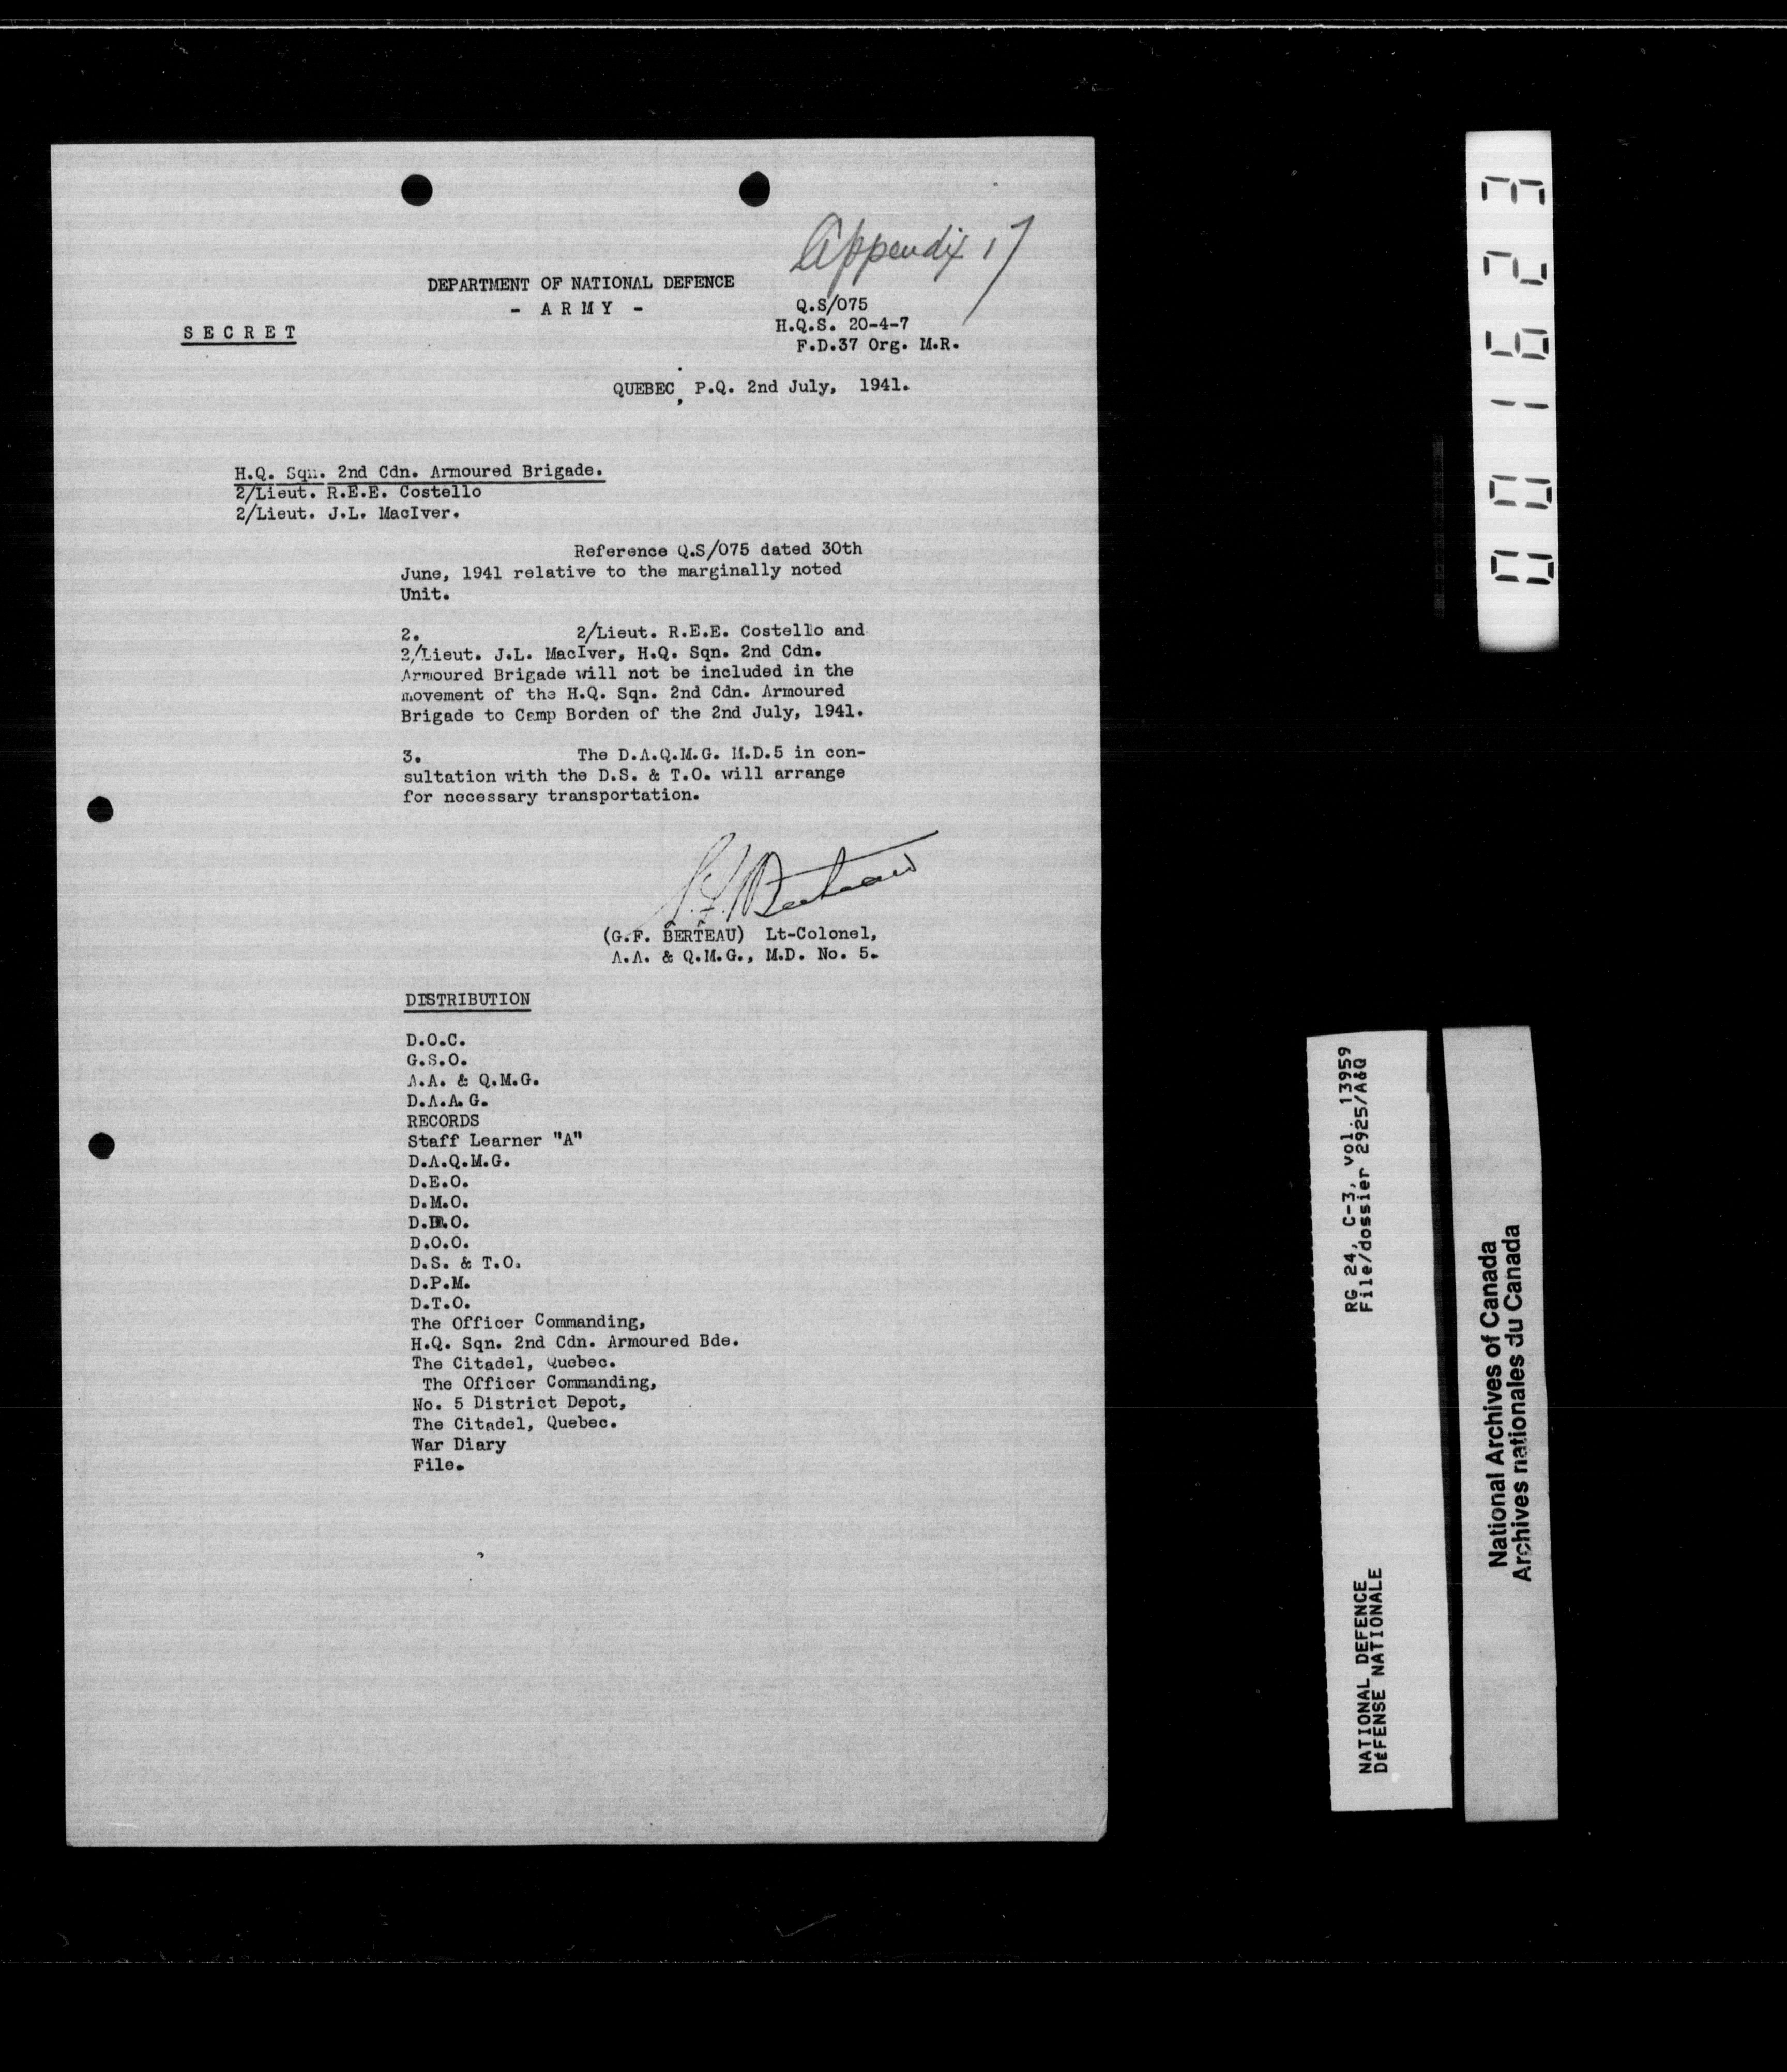 Appendix 17
DEPARTMENT OF NATIONAL DEFENCE
- A R M Y -
Q.S/075
H.Q.S. 20-4-7
F.D.37 Org. M.R.
S E C R E T
QUEBEC, P.Q. 2nd July, 1941.
H.Q. Sqn. 2nd Cdn. Armoured Brigade.
2/Lieut. R.E.E. Costello
2/Lieut. J.L. MacIver.
Reference Q.S/075 dated 30th
June, 1941 relative to the marginally noted
Unit.
2. 2/Lieut. R.E.E. Costello and
2/Lieut. J.L. MacIver, H.Q. Sqn. 2nd Cdn.
Armoured Brigade will not be included in the
movement of the H.Q. Sqn. 2nd Cdn. Armoured
Brigade to Camp Borden of the 2nd July, 1941.
3. The D.A.Q.M.G. M.D.5 in con-
sultation with the D.S. & T.O. will arrange
for necessary transportation.
G.F. Berteau
(G.F. BERTEAU) Lt-Colonel,
A.A. & Q.M.G., M.D. No. 5.
DISTRIBUTION
D.O.C.
G.S.O.
A.A. & Q.M.G.
D.A.A.G.
RECORDS
Staff Learner "A"
D.A.Q.M.G.
D.E.O.
D.M.O.
D.O.O.
D.S. & T.O.
D.P.M.
D.T.O.
The Officer Commanding,
H.Q. Sqn. 2nd Cdn. Armoured Bde.
The Citadel, Quebec.
The Officer Commanding,
No. 5 District Depot,
The Citadel, Quebec.
War Diary
File.
001623
RG 24, C-3, vol. 13959
File/dossier 2925/A&Q
NATIONAL DEFENCE
DÉFENSE NATIONALE
National Archives of Canada
Archives nationales du Canada